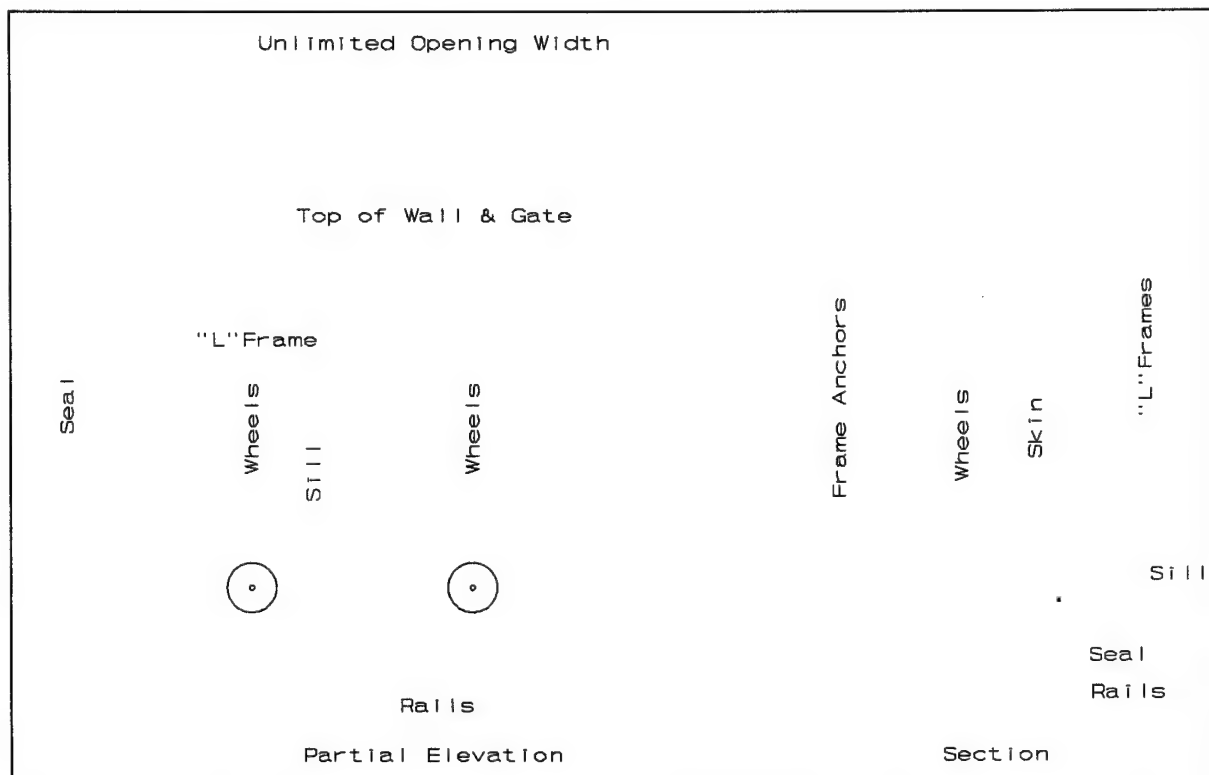 Unlimited Opening Width
Top of Wall & Gate
"L"Frame
Seal
Wheels
Sill
Wheels
Rails
Partial Elevation
Frame Anchors
Wheels
Skin
"L"Frames
Sill
Seal
Rails
Section